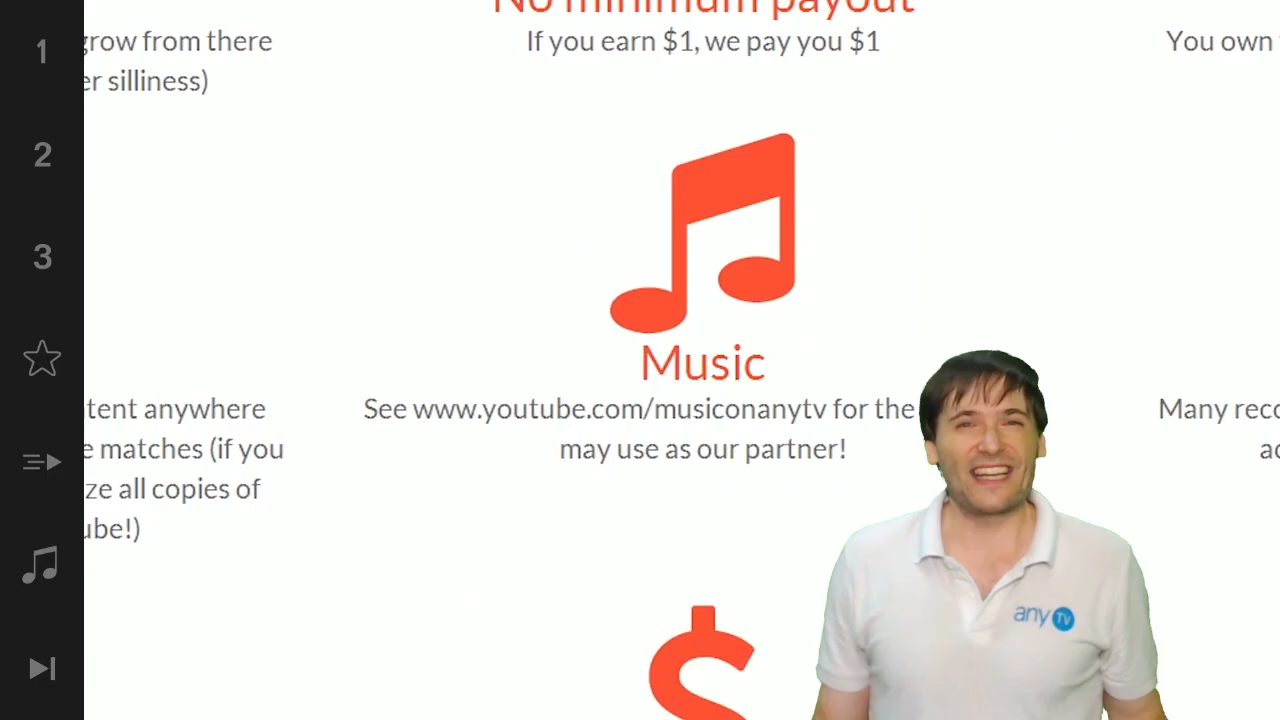 No minimum payout
grow from there
If you earn $1, we pay you $1
You own
er silliness)
1
2
3
Music
tent anywhere
See www.youtube.com/musiconanytv for the
Many reco
e matches (if you
may use as our partner!
ze all copies of
ube!)
any TV